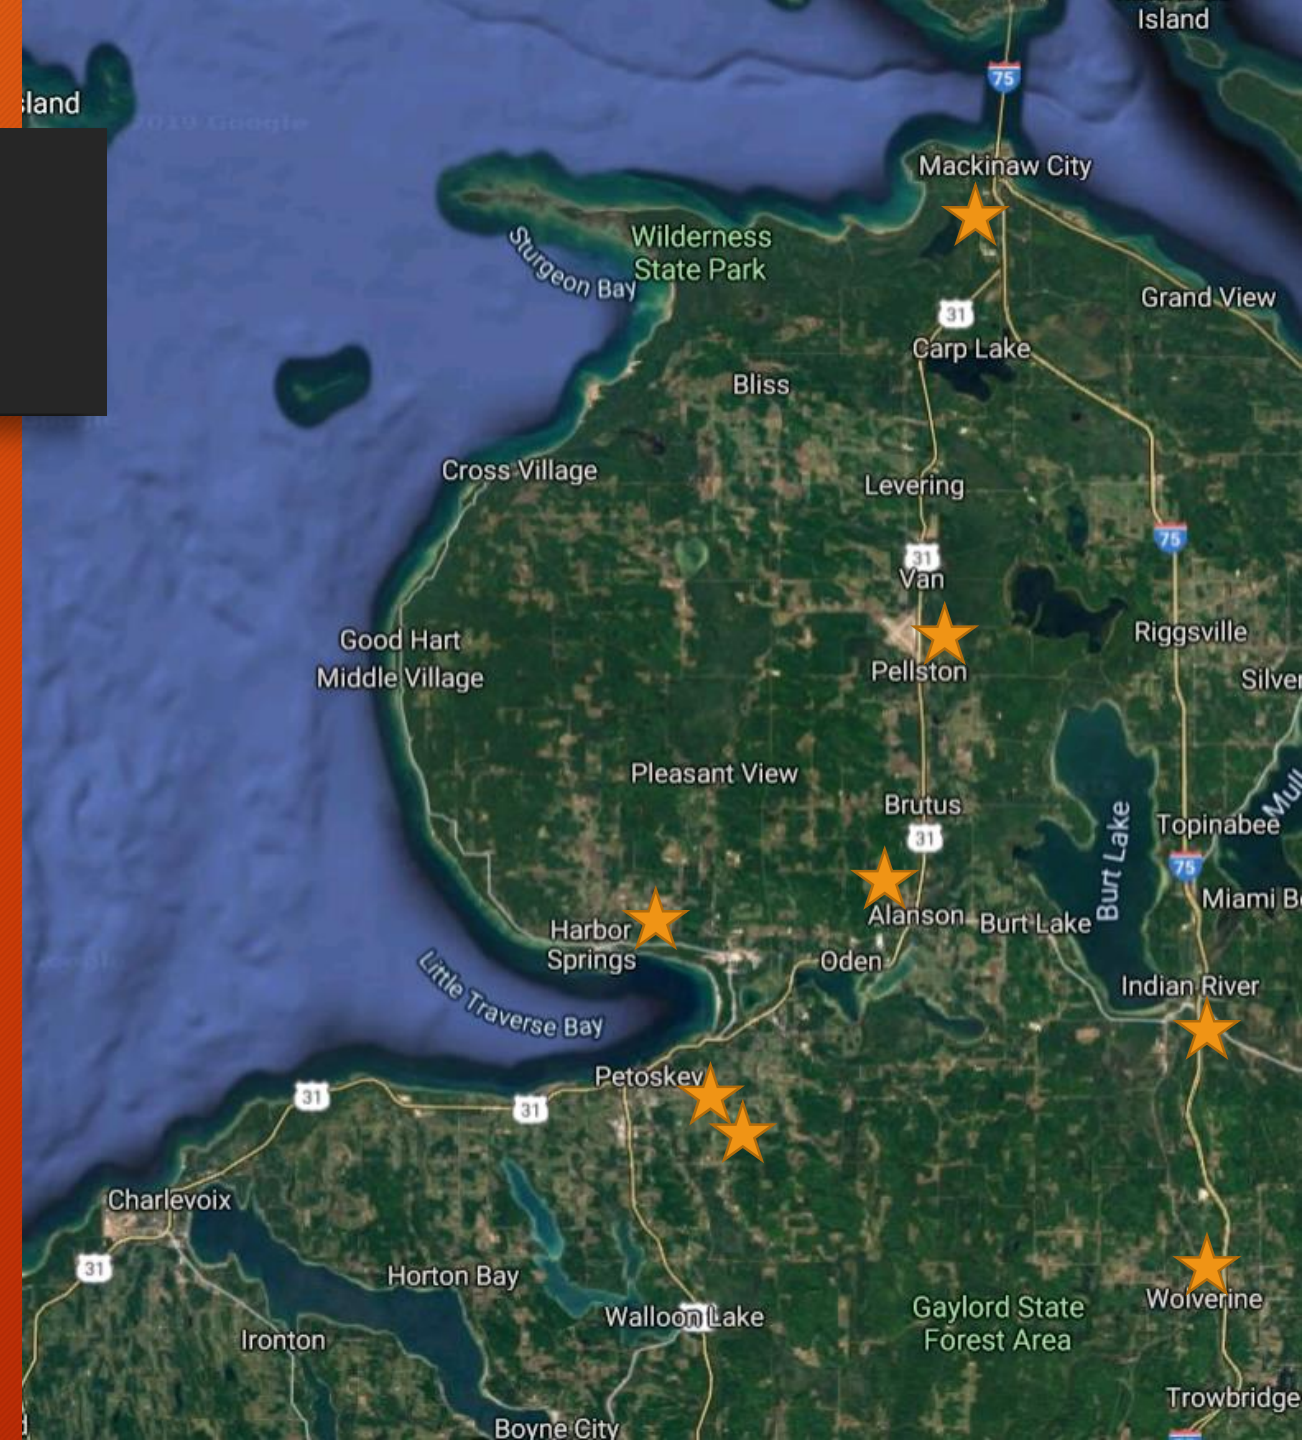 Island
sland
2019 Google
75
Mackinaw City
Wilderness
State Park
Sturgeon Bay
Grand View
31
Carp Lake
Bliss
Cross Village
Levering
75
31
Van
Good Hart
Riggsville
Middle Village
Pellston
Silver
Pleasant View
Mull
Brutus
31
Topinabee
Burt Lake
75
Miami B
Alanson
Burt Lake
Harbor
Springs
Oden
Little Traverse Bay
Indian River
Petoskey
31
31
Charlevoix
31
Horton Bay
Wolverine
Walloon Lake
Gaylord State
Forest Area
Ironton
Trowbridge
Boyne City